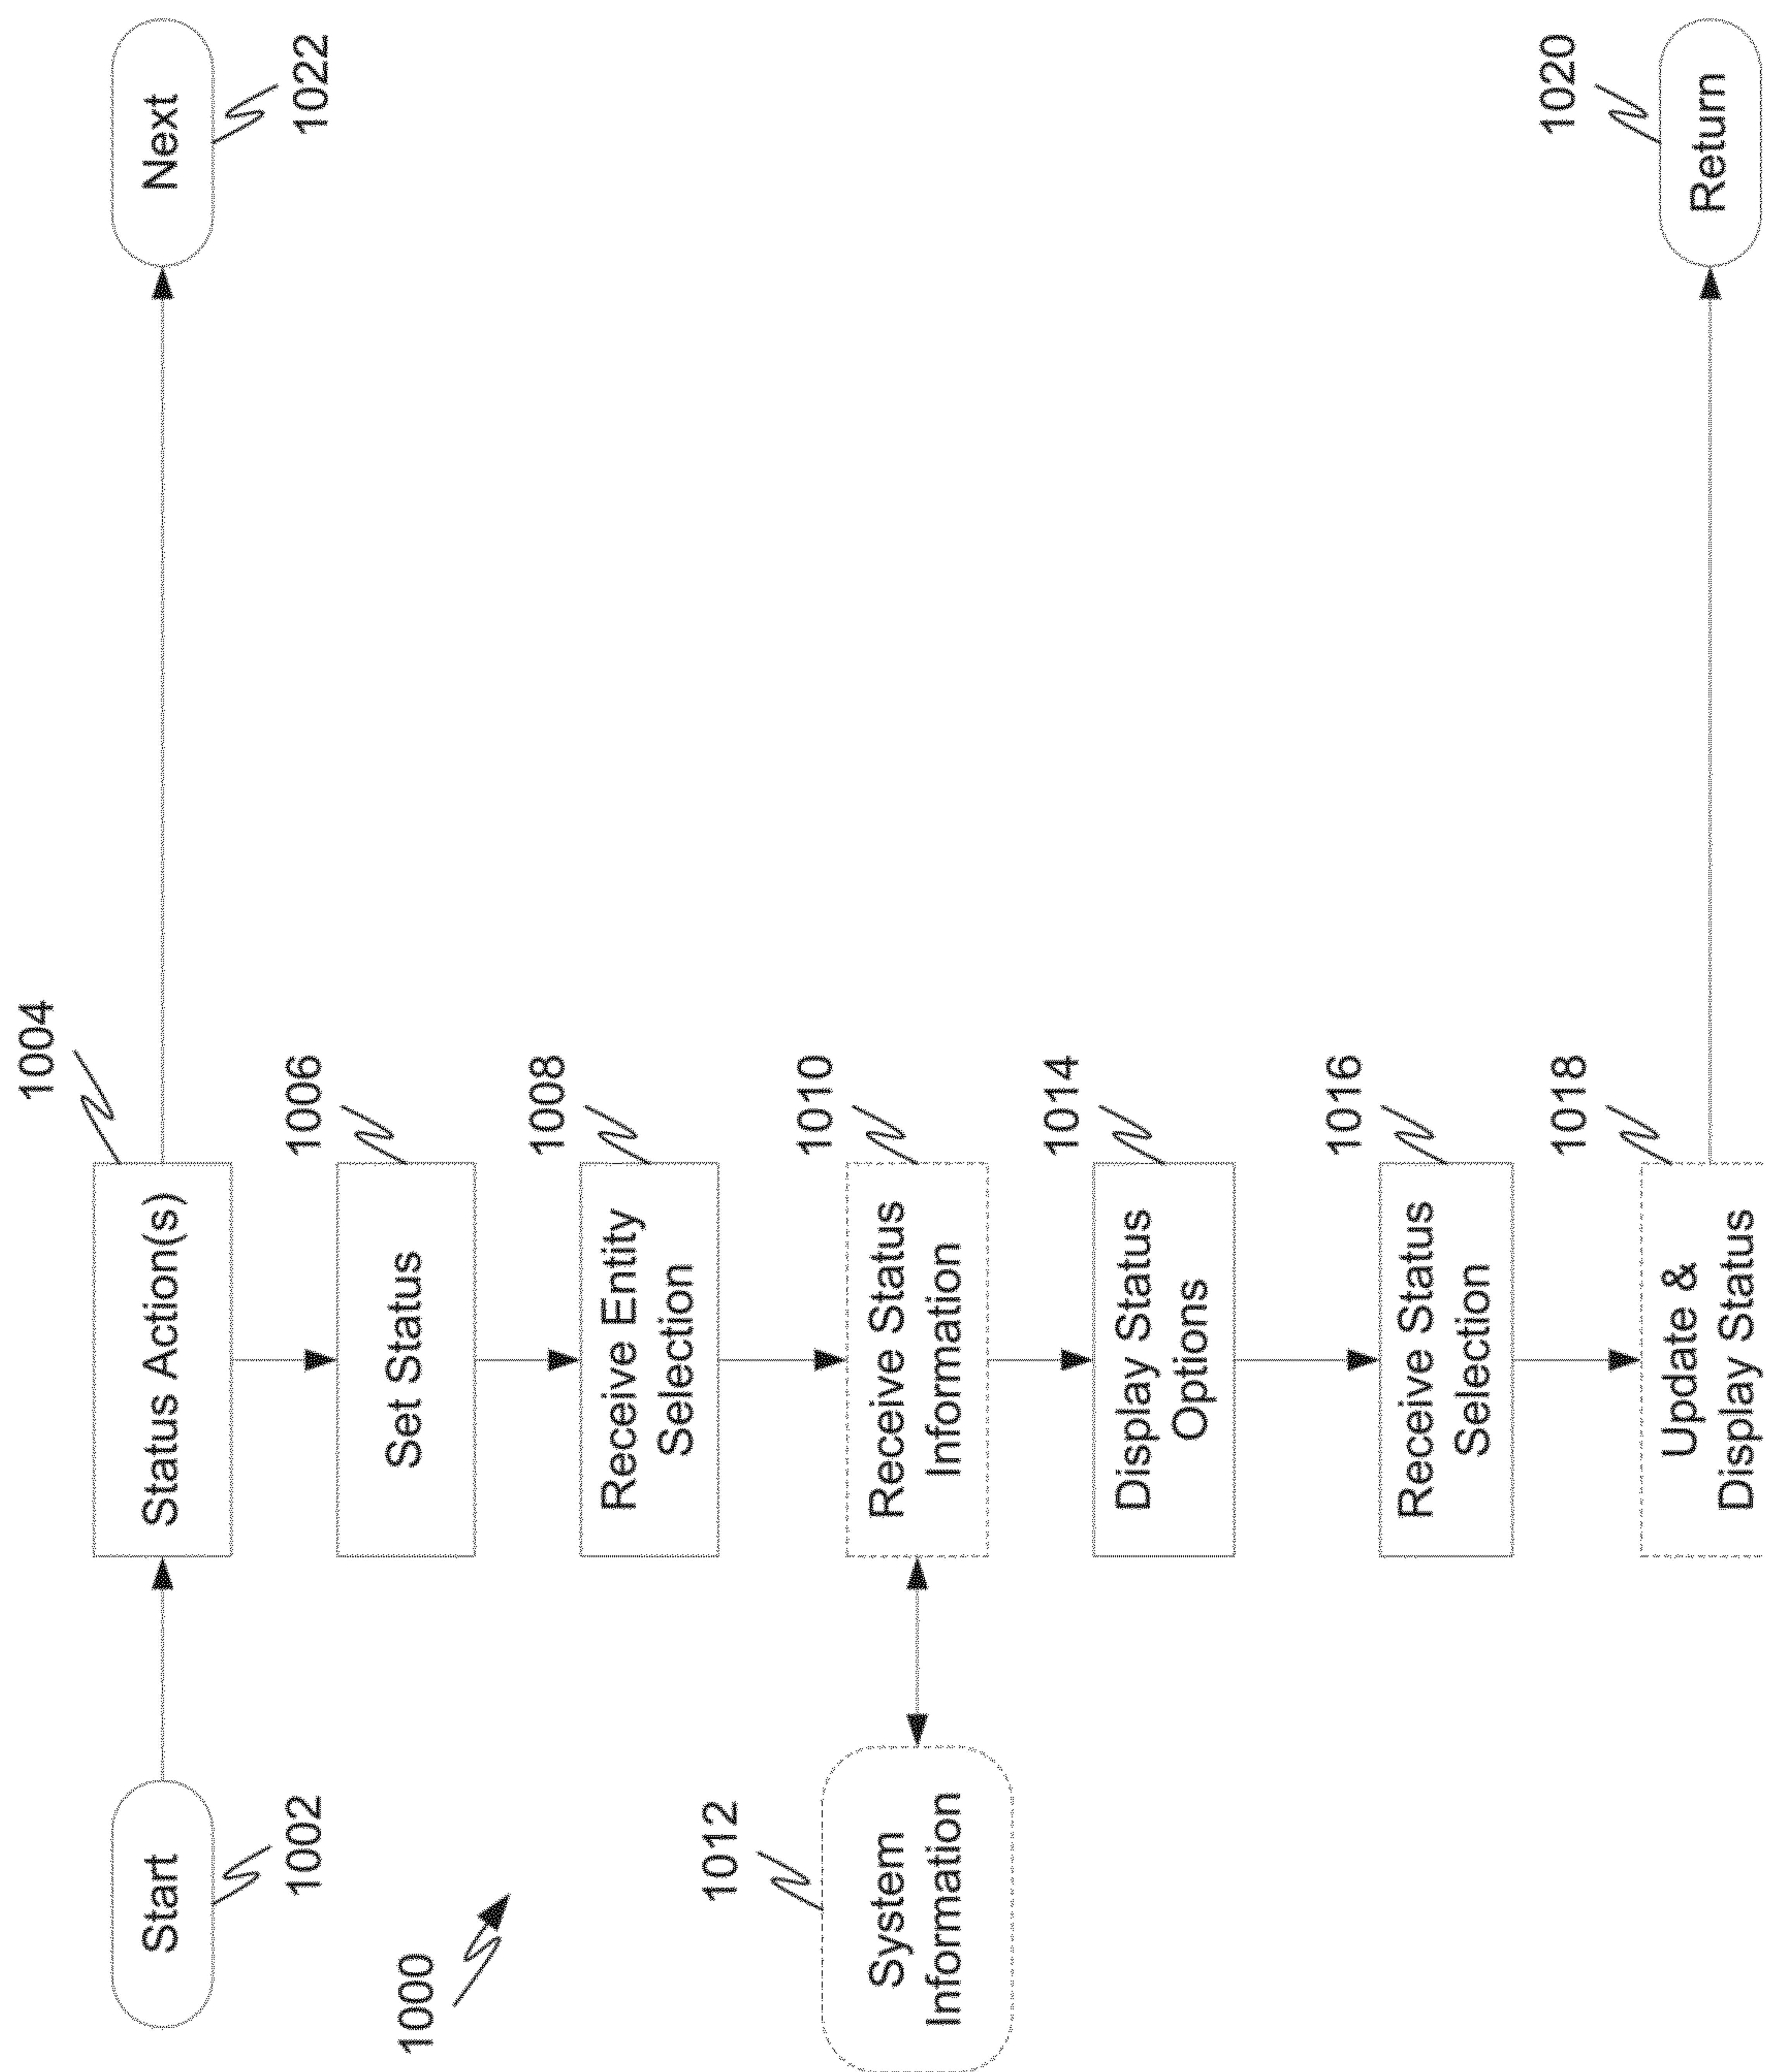 Start
1002
Status Action(s)
1004
Next
1022
1000
Set Status
1006
Receive Entity
Selection
1008
System
Information
1012
Receive Status
Information
1010
Display Status
Options
1014
Receive Status
Selection
1016
Update &
Display Status
1018
Return
1020